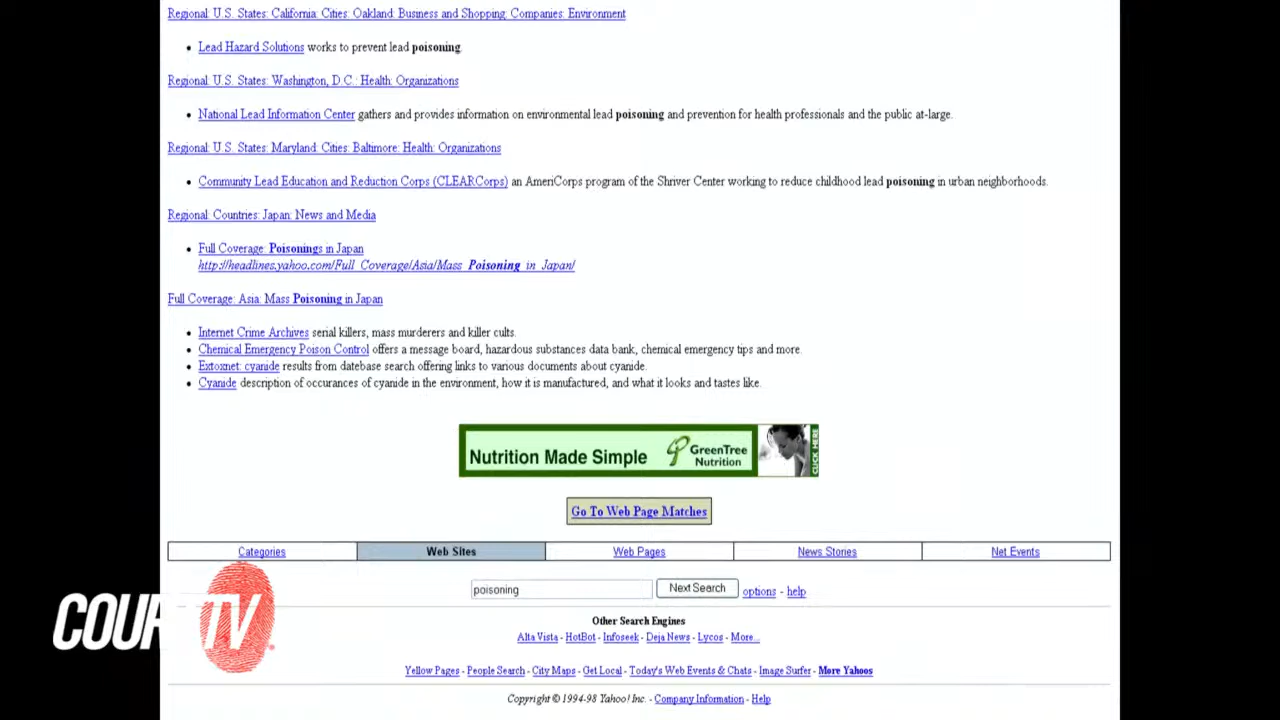 Regional: U.S. States: California: Cities: Oakland: Business and Shopping: Companies: Environment
Lead Hazard Solutions works to prevent lead poisoning.
Regional: U.S. States: Washington, D.C.: Health: Organizations
National Lead Information Center gathers and provides information on environmental lead poisoning and prevention for health professionals and the public at-large.
Regional: U.S. States: Maryland: Cities: Baltimore: Health: Organizations
Community Lead Education and Reduction Corps (CLEARCorps) an AmeriCorps program of the Shriver Center working to reduce childhood lead poisoning in urban neighborhoods.
Regional: Countries: Japan: News and Media
Full Coverage: Poisonings in Japan
http://headlines.yahoo.com/Full_Coverage/Asia/Mass_Poisoning_in_Japan/
Full Coverage: Asia: Mass Poisoning in Japan
Internet Crime Archives serial killers, mass murderers and killer cults.
Chemical Emergency Poison Control offers a message board, hazardous substances data bank, chemical emergency tips and more.
Extoxnet: cyanide results from datebase search offering links to various documents about cyanide.
Cyanide description of occurances of cyanide in the environment, how it is manufactured, and what it looks and tastes like.
Nutrition Made Simple GreenTree Nutrition CLICK HERE
Go To Web Page Matches
Categories Web Sites Web Pages News Stories Net Events
poisoning Next Search options - help
COURT TV
Other Search Engines
Alta Vista - HotBot - Infoseek - Deja News - Lycos - More...
Yellow Pages - People Search - City Maps - Get Local - Today's Web Events & Chats - Image Surfer - More Yahoos
Copyright © 1994-98 Yahoo! Inc. - Company Information - Help